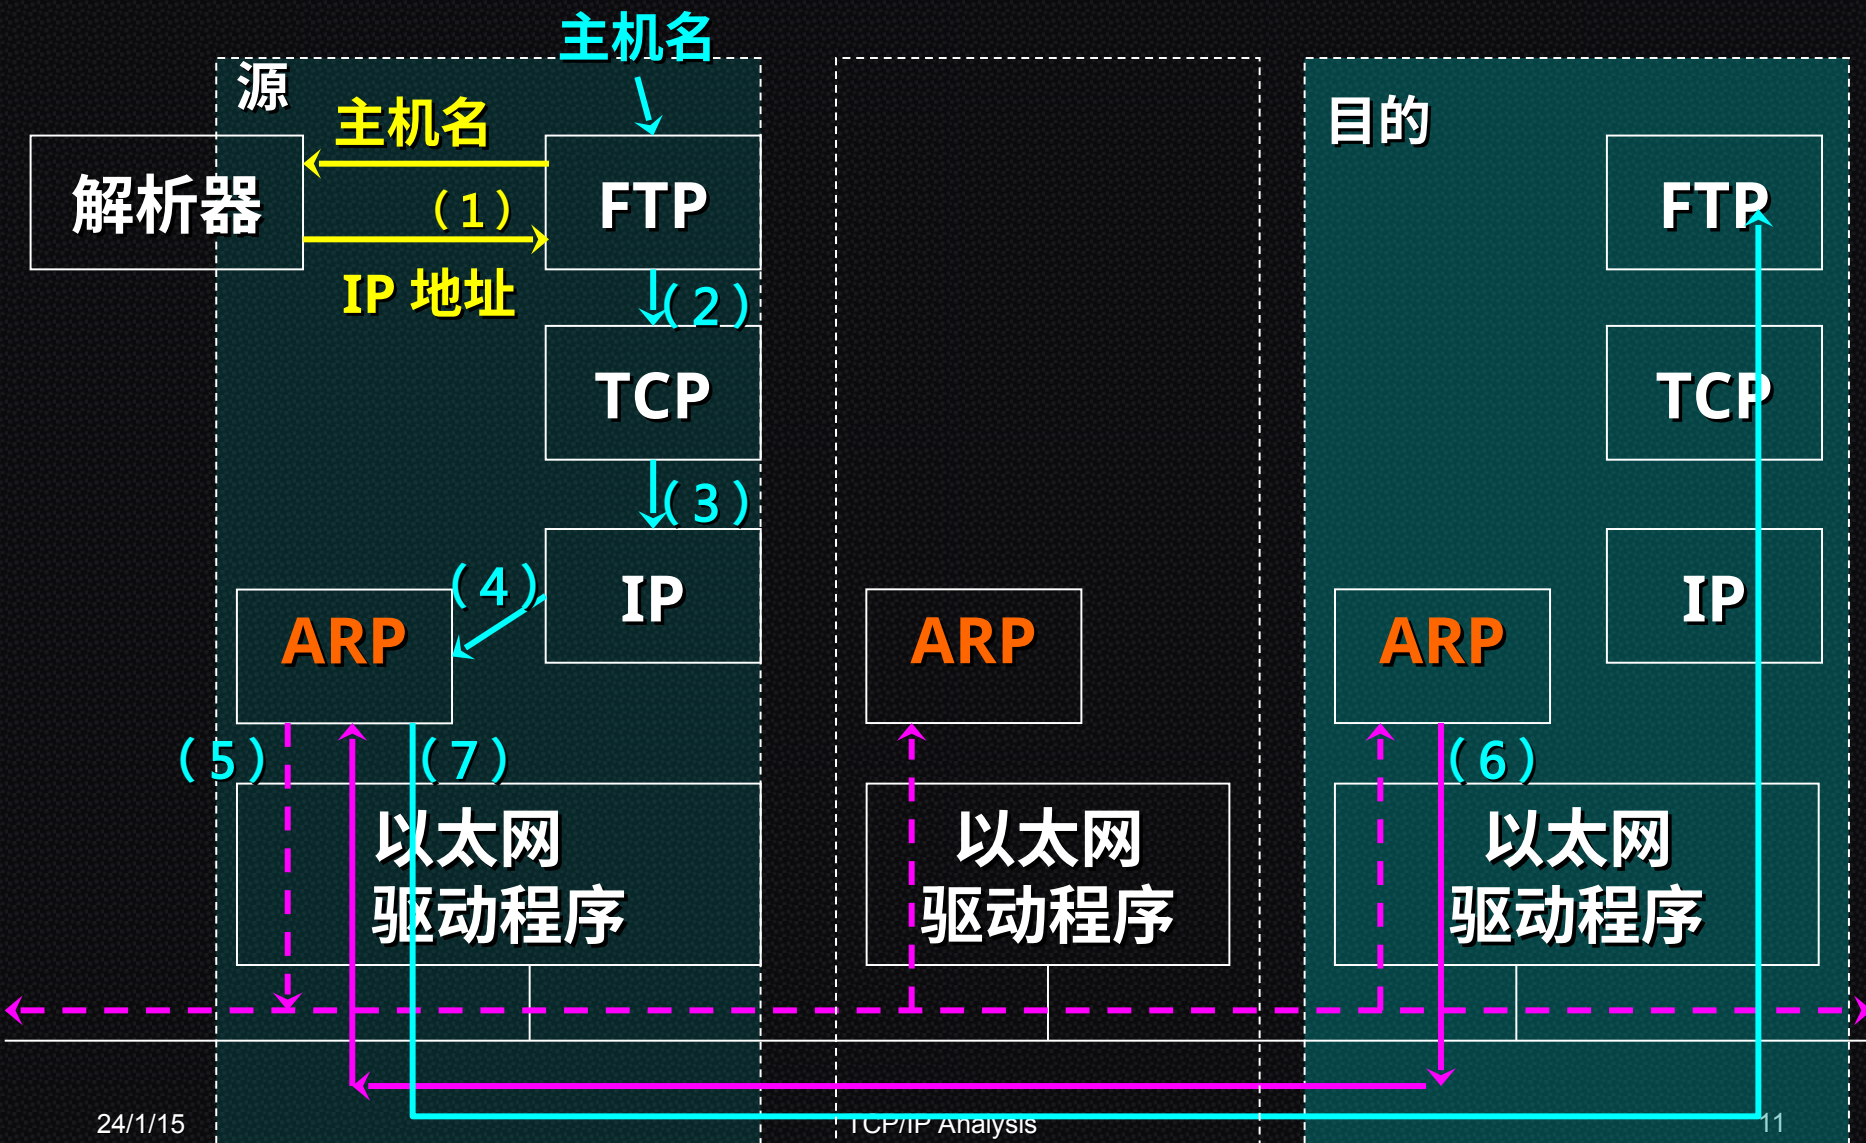 主机名
源
主机名
目的
解析器
（1）
FTP
FTP
IP 地址
（2）
TCP
TCP
（3）
（4）
IP
IP
ARP
ARP
ARP
（5）
（7）
（6）
以太网
驱动程序
以太网
驱动程序
以太网
驱动程序
24/1/15
TCP/IP Analysis
11